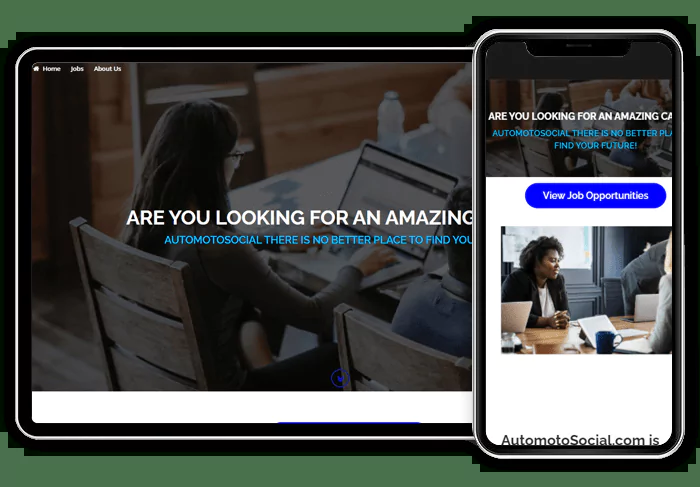 Home Jobs About Us
ARE YOU LOOKING FOR AN AMAZING
AUTOMOTOSOCIAL THERE IS NO BETTER PLACE TO FIND YOU
ARE YOU LOOKING FOR AN AMAZING CA
AUTOMOTOSOCIAL THERE IS NO BETTER PLA
FIND YOUR FUTURE!
View Job Opportunities
AutomotoSocial.com is